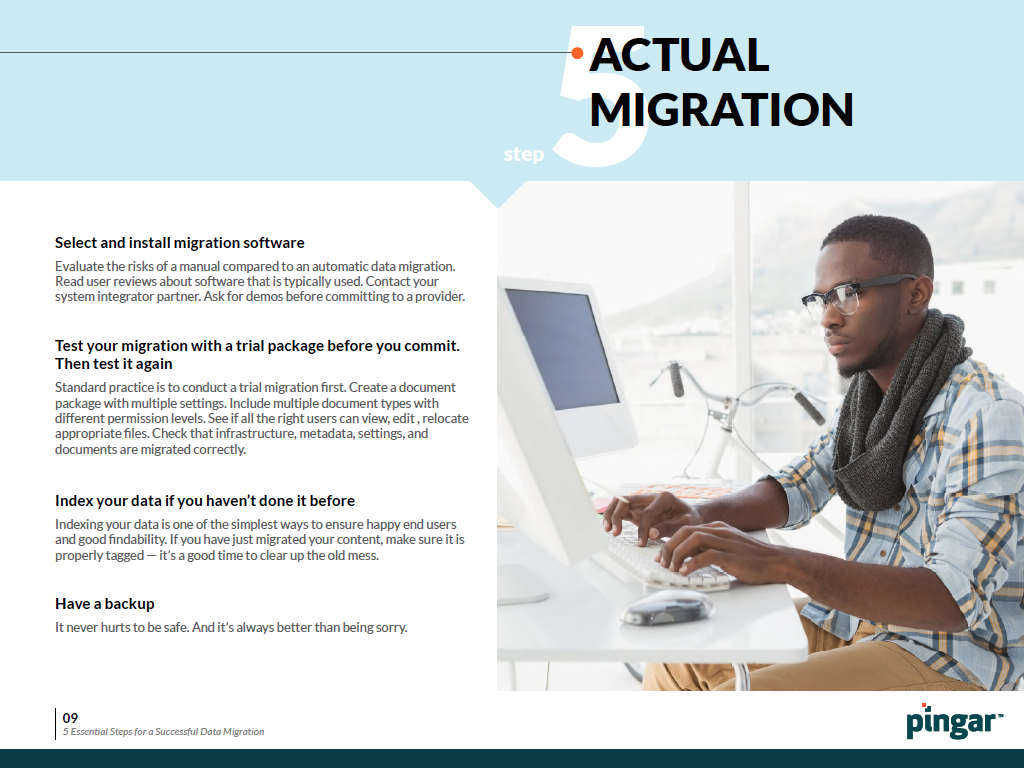 5
ACTUAL
MIGRATION
step
Select and install migration software
Evaluate the risks of a manual compared to an automatic data migration.
Read user reviews about software that is typically used. Contact your
system integrator partner. Ask for demos before committing to a provider.
Test your migration with a trial package before you commit.
Then test it again
Standard practice is to conduct a trial migration first. Create a document
package with multiple settings. Include multiple document types with
different permission levels. See if all the right users can view, edit , relocate
appropriate files. Check that infrastructure, metadata, settings, and
documents are migrated correctly.
Index your data if you haven’t done it before
Indexing your data is one of the simplest ways to ensure happy end users
and good findability. If you have just migrated your content, make sure it is
properly tagged — it’s a good time to clear up the old mess.
Have a backup
It never hurts to be safe. And it’s always better than being sorry.
09
5 Essential Steps for a Successful Data Migration
pingar™